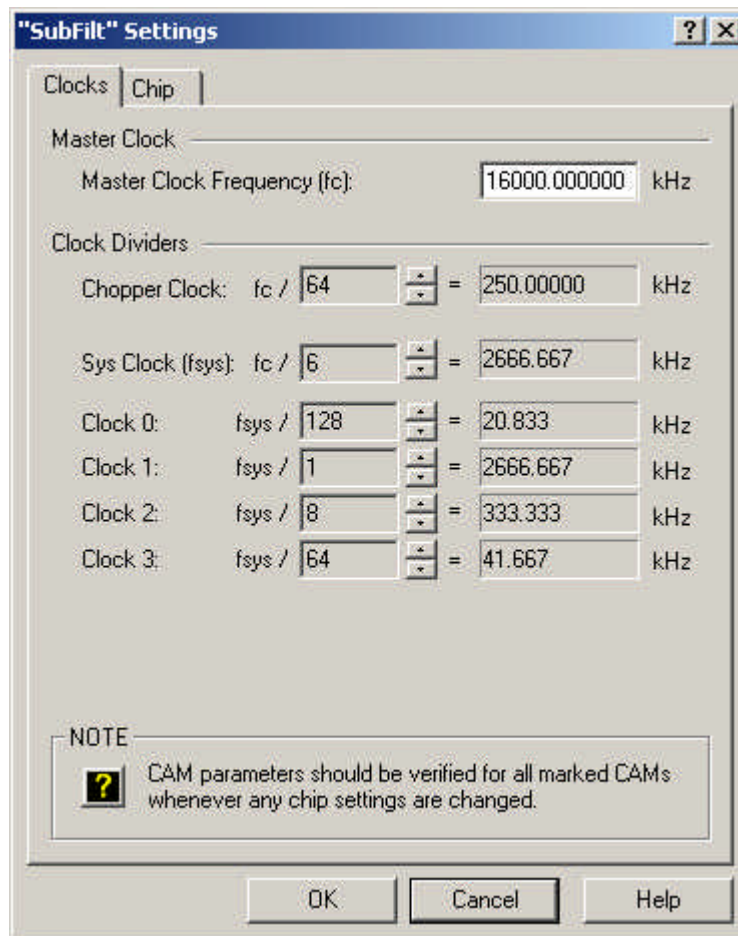 "SubFilt" Settings
Clocks Chip
Master Clock
Master Clock Frequency (fc): 16000.000000 kHz
Clock Dividers
Chopper Clock: fc / 64 = 250.00000 kHz
Sys Clock (fsys): fc / 6 = 2666.667 kHz
Clock 0: fsys / 128 = 20.833 kHz
Clock 1: fsys / 1 = 2666.667 kHz
Clock 2: fsys / 8 = 333.333 kHz
Clock 3: fsys / 64 = 41.667 kHz
NOTE
CAM parameters should be verified for all marked CAMs
whenever any chip settings are changed.
OK Cancel Help